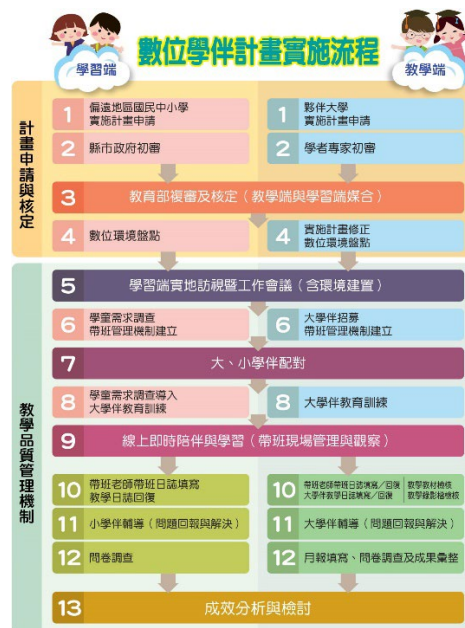 數位學伴計畫實施流程
學習端
教學端
計畫申請與核定
1
偏遠地區國民中小學
實施計畫申請
1
夥伴大學
實施計畫申請
2
縣市政府初審
2
學者專家初審
3
教育部複審及核定(教學端與學習端媒合)
4
數位環境盤點
4
實施計畫修正
數位環境盤點
教學品質管理機制
5
學習端實地訪視暨工作會議(含環境建置)
6
學童需求調查
帶班管理機制建立
6
大學伴招募
帶班管理機制建立
7
大、小學伴配對
8
學童需求調查導入
大學伴教育訓練
8
大學伴教育訓練
9
線上即時陪伴與學習(帶班現場管理與觀察)
10
帶班老師帶班日誌填寫
教學日誌回復
10
帶班老師帶班日誌填寫/回復
大學伴教學日誌填寫/回復
教學教材檢核
教學錄影檔檢核
11
小學伴輔導(問題回報與解決)
11
大學伴輔導(問題回報與解決)
12
問卷調查
12
月報填寫、問卷調查及成果彙整
13
成效分析與檢討